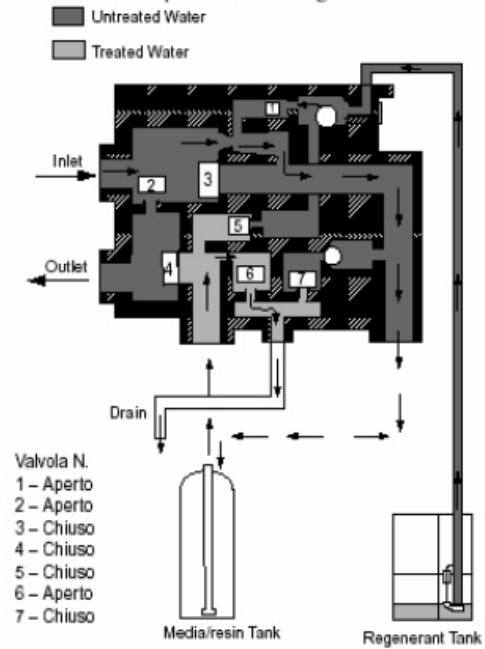 Untreated Water
Treated Water
Inlet
Outlet
Drain
1
2
3
4
5
6
7
Valvola N.
1 – Aperto
2 – Aperto
3 – Chiuso
4 – Chiuso
5 – Chiuso
6 – Aperto
7 – Chiuso
Media/resin Tank
Regenerant Tank